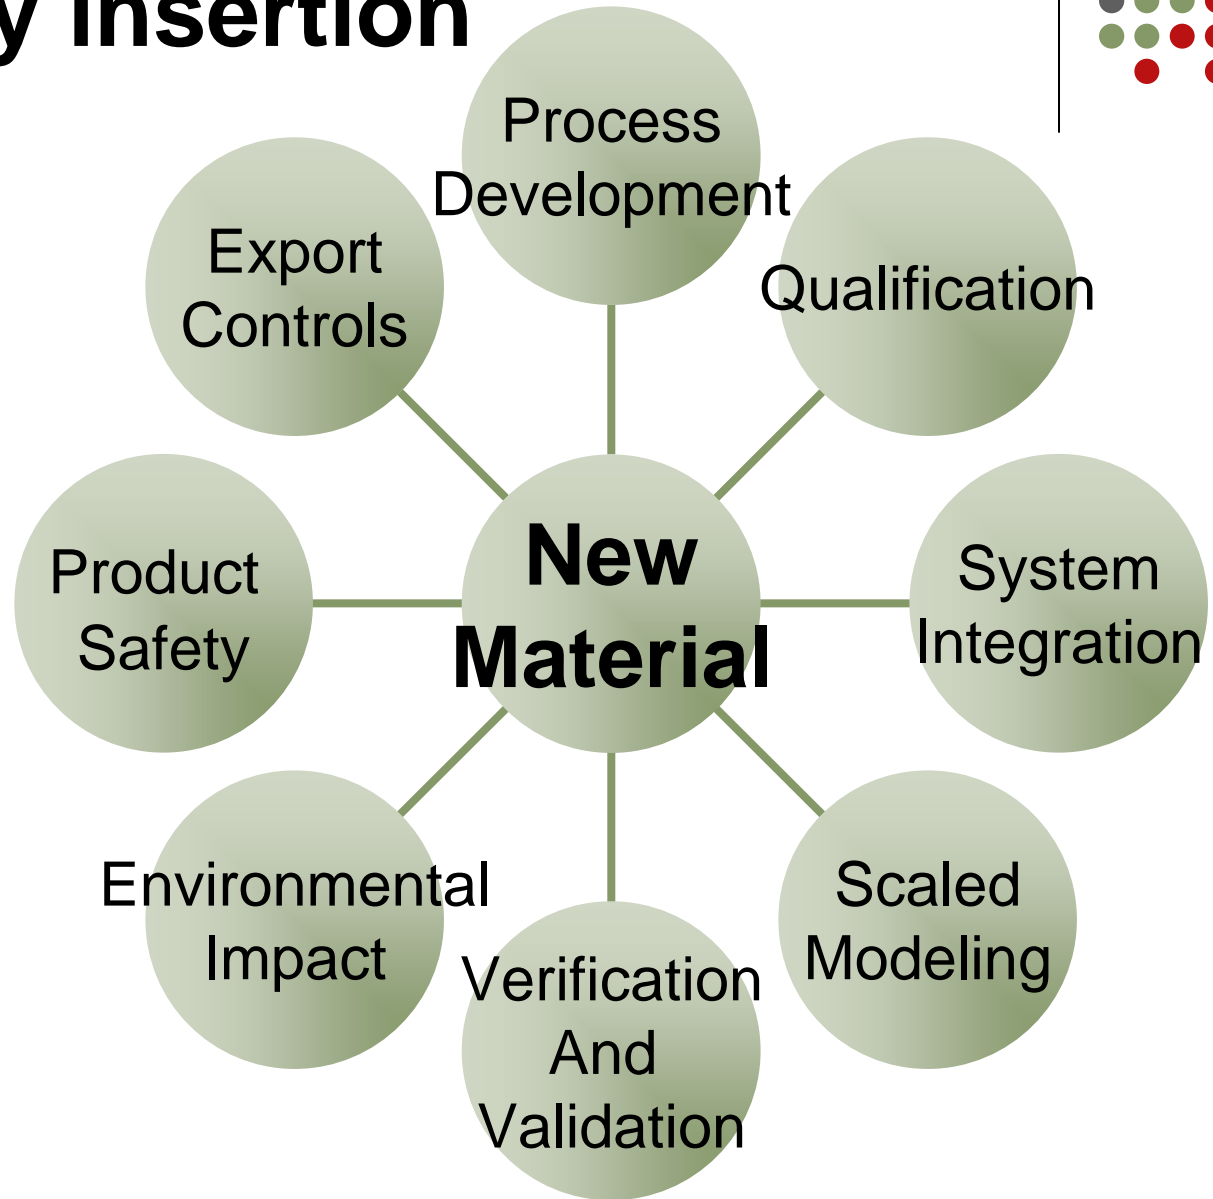 y Insertion
Process
Development
Export
Controls
Qualification
Product
Safety
New
Material
System
Integration
Environmental
Impact
Scaled
Modeling
Verification
And
Validation